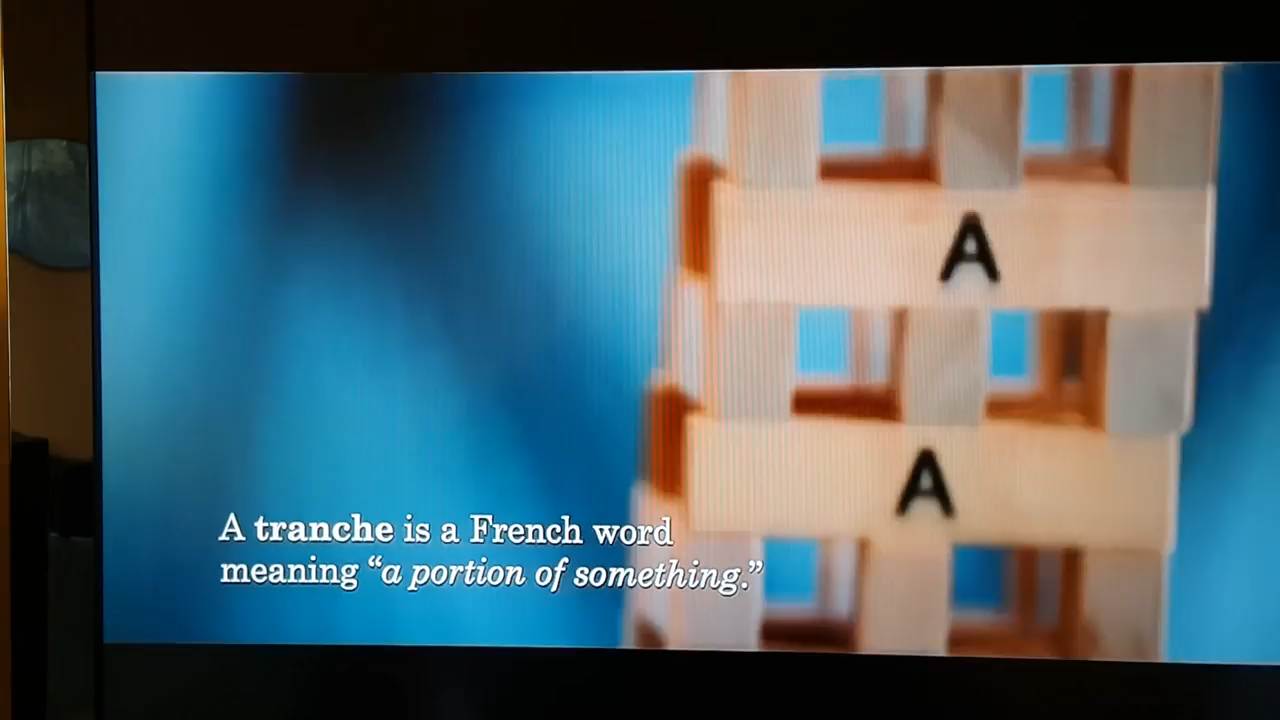 A
A
A tranche is a French word
meaning “a portion of something.”